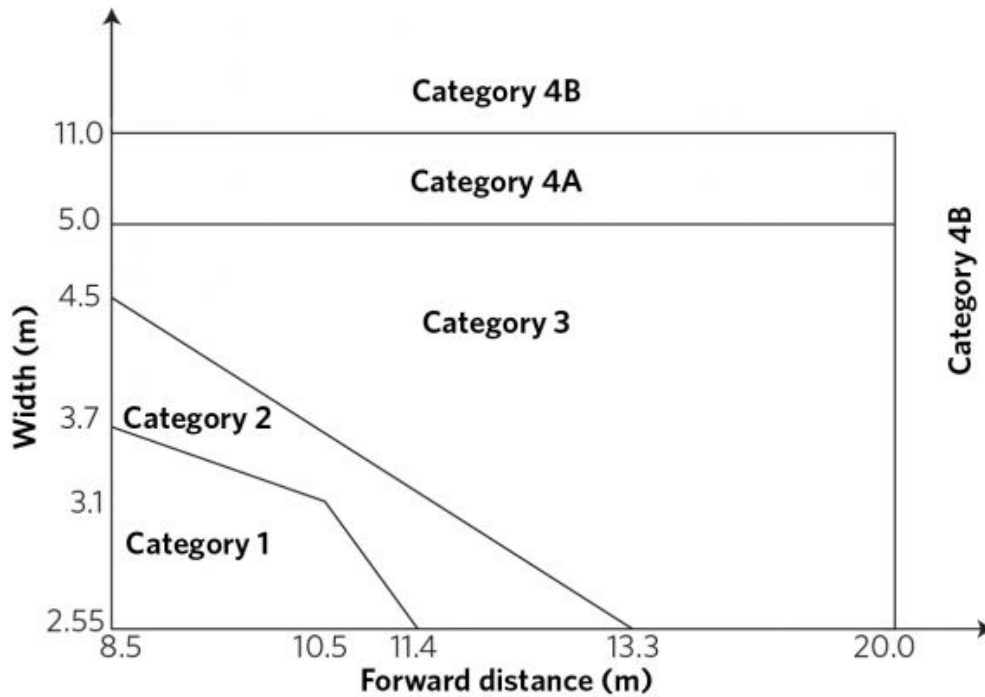 Category 4B
11.0
Category 4A
5.0
Category 4B
4.5
Category 3
Width (m)
3.7
Category 2
3.1
Category 1
2.55
8.5 10.5 11.4 13.3 20.0
Forward distance (m)